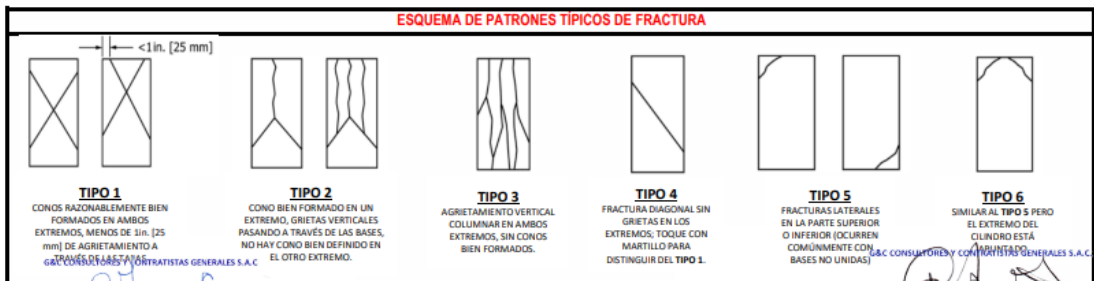 ESQUEMA DE PATRONES TÍPICOS DE FRACTURA
<1in. [25 mm]
TIPO 1
CONOS RAZONABLEMENTE BIEN
FORMADOS EN AMBOS
EXTREMOS, MENOS DE 1in. [25
mm] DE AGRIETAMIENTO A
TRAVÉS DE LAS TAPAS.
G&C CONSULTORES Y CONTRATISTAS GENERALES S.A.C
TIPO 2
CONO BIEN FORMADO EN UN
EXTREMO, GRIETAS VERTICALES
PASANDO A TRAVÉS DE LAS BASES,
NO HAY CONO BIEN DEFINIDO EN
EL OTRO EXTREMO.
TIPO 3
AGRIETAMIENTO VERTICAL
COLUMNAR EN AMBOS
EXTREMOS, SIN CONOS
BIEN FORMADOS.
TIPO 4
FRACTURA DIAGONAL SIN
GRIETAS EN LOS
EXTREMOS; TOQUE CON
MARTILLO PARA
DISTINGUIR DEL TIPO 1.
TIPO 5
FRACTURAS LATERALES
EN LA PARTE SUPERIOR
O INFERIOR (OCURREN
COMÚNMENTE CON
BASES NO UNIDAS)
TIPO 6
SIMILAR AL TIPO 5 PERO
EL EXTREMO DEL
CILINDRO ESTÁ
APUNTADO.
G&C CONSULTORES Y CONTRATISTAS GENERALES S.A.C.